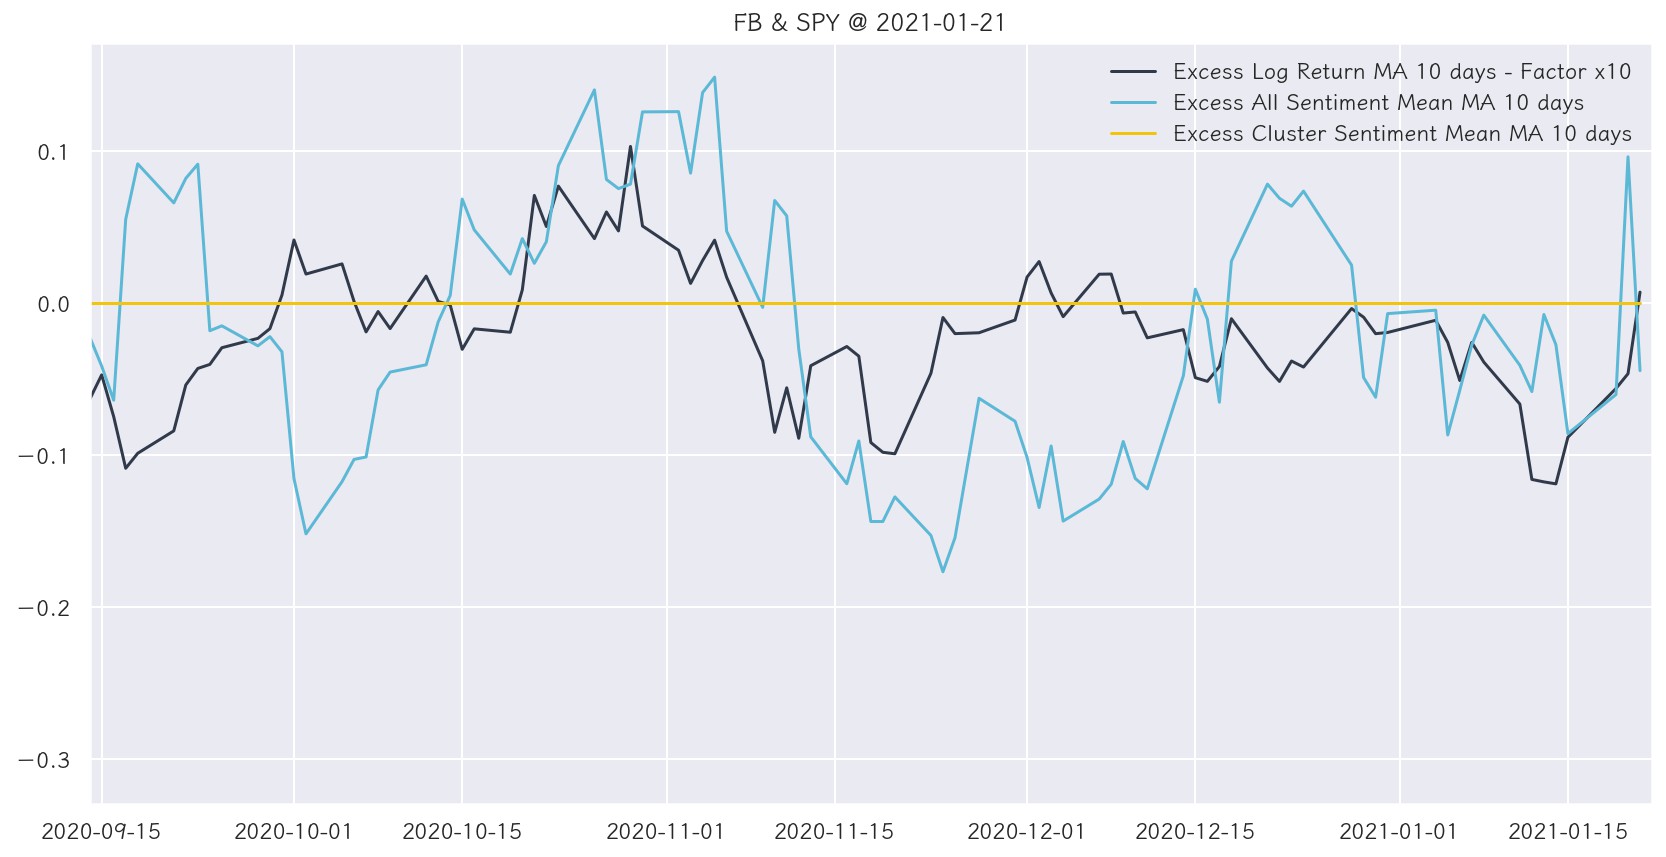 FB & SPY @ 2021-01-21
Excess Log Return MA 10 days - Factor x10
Excess All Sentiment Mean MA 10 days
Excess Cluster Sentiment Mean MA 10 days
0.1
0.0
−0.1
−0.2
−0.3
2020-09-15 2020-10-01 2020-10-15 2020-11-01 2020-11-15 2020-12-01 2020-12-15 2021-01-01 2021-01-15